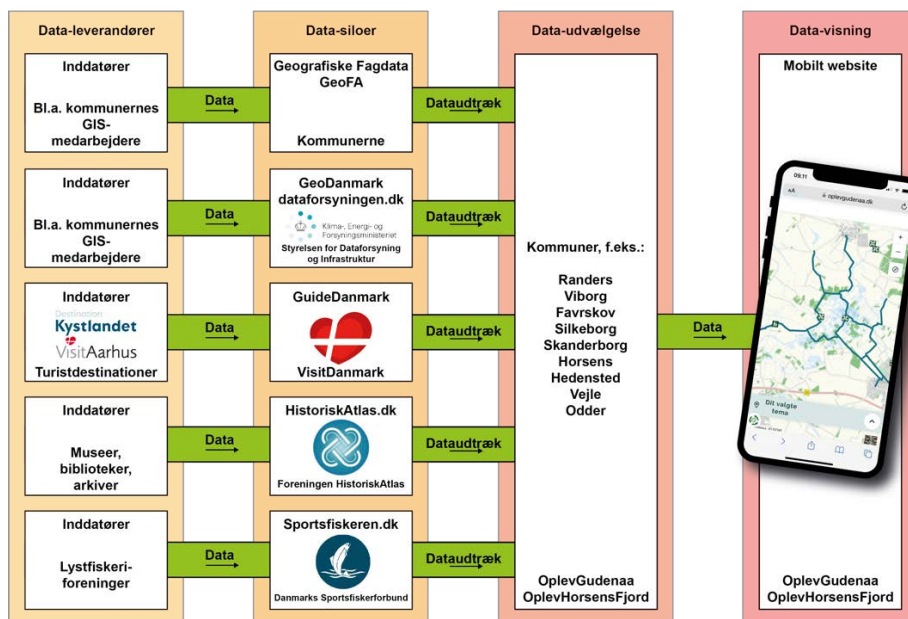 Data-leverandører
Inddatører
Bl.a. kommunernes
GIS-
medarbejdere
Inddatører
Bl.a. kommunernes
GIS-
medarbejdere
Inddatører
Destination
Kystlandet
VisitAarhus
Turistdestinationer
Inddatører
Museer,
biblioteker,
arkiver
Inddatører
Lystfiskeri-
foreninger
Data
Data
Data
Data
Data
Data-siloer
Geografiske Fagdata
GeoFA
Kommunerne
GeoDanmark
dataforsyningen.dk
Klima-, Energi- og
Forsyningsministeriet
Styrelsen for Dataforsyning
og Infrastruktur
GuideDanmark
VisitDanmark
HistoriskAtlas.dk
Foreningen HistoriskAtlas
Sportsfiskeren.dk
Danmarks Sportsfiskerforbund
Dataudtræk
Dataudtræk
Dataudtræk
Dataudtræk
Dataudtræk
Data-udvælgelse
Kommuner, f.eks.:
Randers
Viborg
Favrskov
Silkeborg
Skanderborg
Horsens
Hedensted
Vejle
Odder
OplevGudenaa
OplevHorsensFjord
Data
Data-visning
Mobilt website
09.11
AA
oplevgudenaa.dk
Dit valgte
tema
OplevGudenaa
OplevHorsensFjord